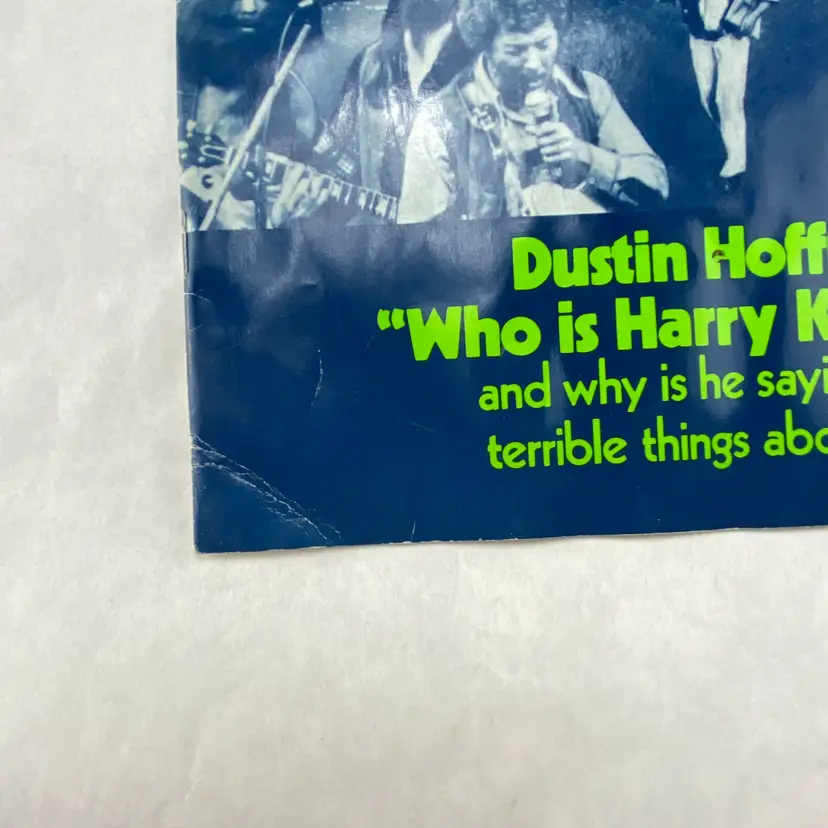 Dustin Hoff
“Who is Harry K
and why is he sayi
terrible things abo